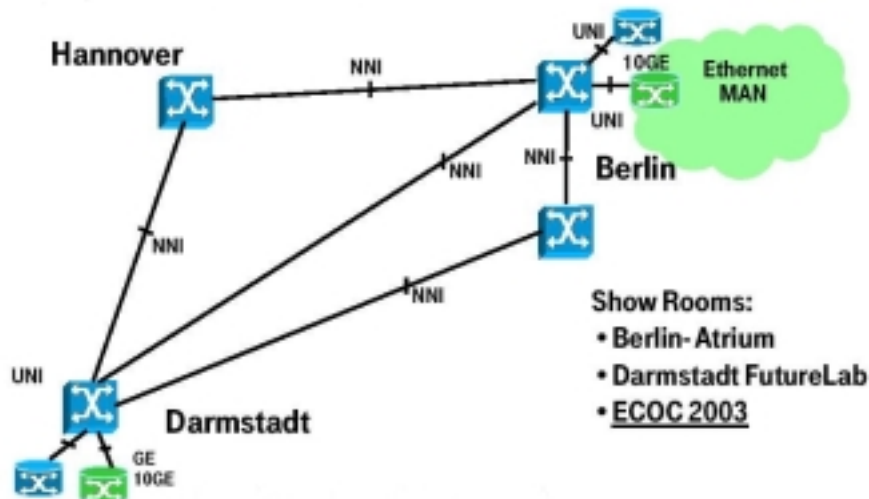 Hannover
NNI
UNI
10GE
Ethernet
MAN
UNI
NNI
NNI
Berlin
NNI
NNI
Show Rooms:
• Berlin- Atrium
• Darmstadt FutureLab
• ECOC 2003
UNI
Darmstadt
GE
10GE